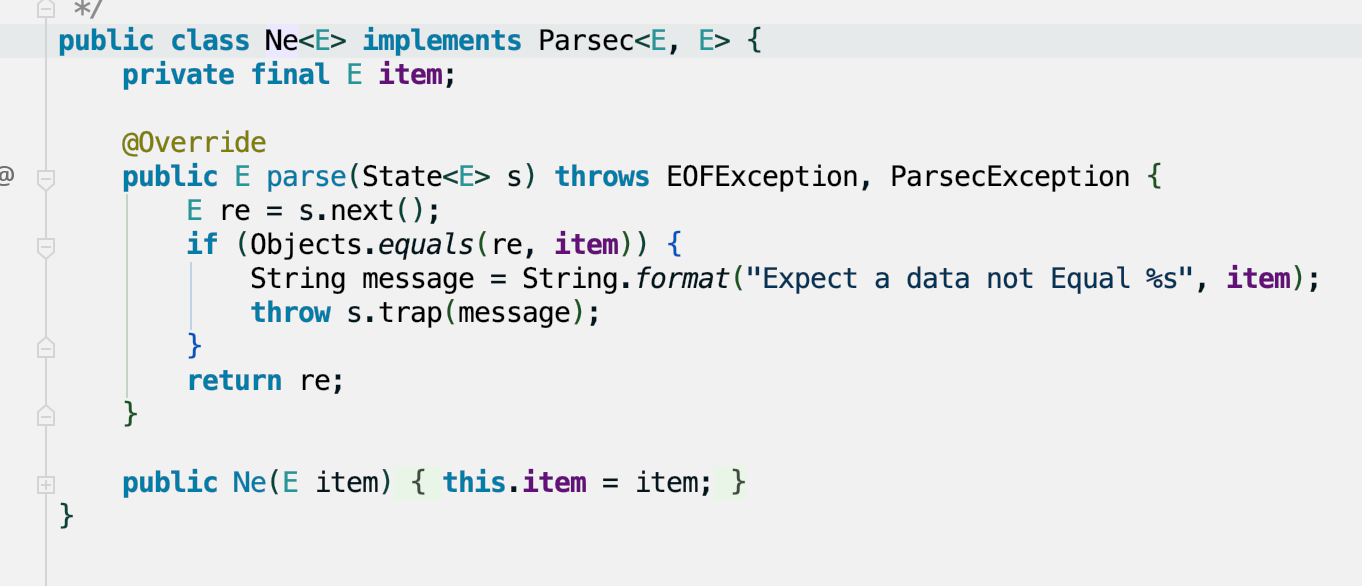 */
public class Ne<E> implements Parsec<E, E> {
    private final E item;
    @Override
@
    public E parse(State<E> s) throws EOFException, ParsecException {
        E re = s.next();
        if (Objects.equals(re, item)) {
            String message = String.format("Expect a data not Equal %s", item);
            throw s.trap(message);
        }
        return re;
    }
    public Ne(E item) { this.item = item; }
}